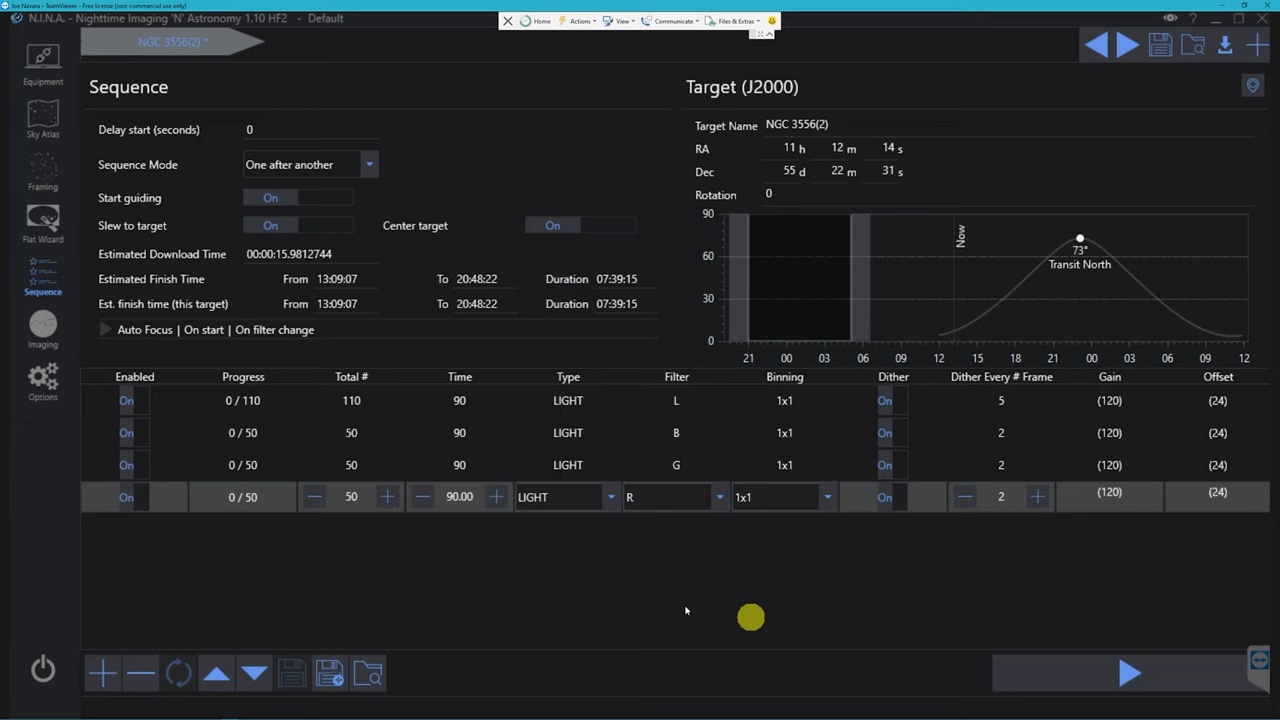 Joe Navara - TeamViewer - Free license (non-commercial use only)
N.I.N.A. - Nighttime Imaging 'N' Astronomy 1.10 HF2 - Default
Home Actions View Communicate Files & Extras
NGC 3556(2) *
Equipment
Sky Atlas
Framing
Flat Wizard
Sequence
Imaging
Options
Sequence
Delay start (seconds) 0
Sequence Mode One after another
Start guiding On
Slew to target On Center target On
Estimated Download Time 00:00:15.9812744
Estimated Finish Time From 13:09:07 To 20:48:22 Duration 07:39:15
Est. finish time (this target) From 13:09:07 To 20:48:22 Duration 07:39:15
Auto Focus | On start | On filter change
Target (J2000)
Target Name NGC 3556(2)
RA 11 h 12 m 14 s
Dec 55 d 22 m 31 s
Rotation 0
90
60
30
0
Now
73°
Transit North
21 00 03 06 09 12 15 18 21 00 03 06 09 12
Enabled Progress Total # Time Type Filter Binning Dither Dither Every # Frame Gain Offset
On 0 / 110 110 90 LIGHT L 1x1 On 5 (120) (24)
On 0 / 50 50 90 LIGHT B 1x1 On 2 (120) (24)
On 0 / 50 50 90 LIGHT G 1x1 On 2 (120) (24)
On 0 / 50 50 90.00 LIGHT R 1x1 On 2 (120) (24)